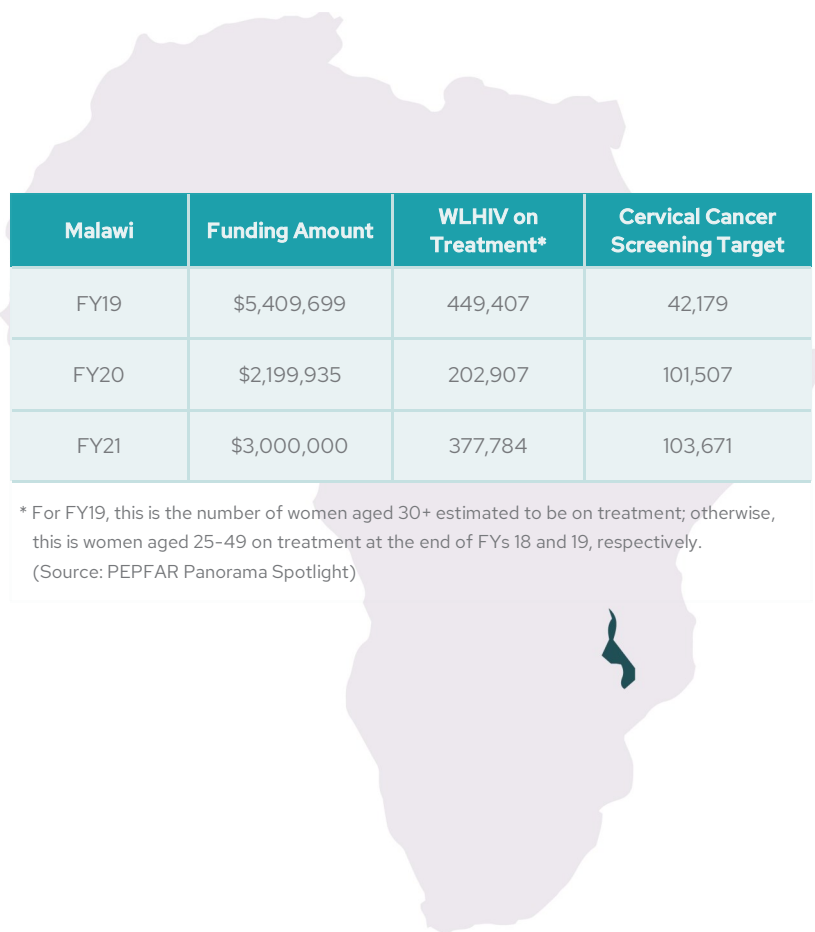 Malawi Funding Amount WLHIV on Treatment* Cervical Cancer Screening Target
FY19 $5,409,699 449,407 42,179
FY20 $2,199,935 202,907 101,507
FY21 $3,000,000 377,784 103,671
* For FY19, this is the number of women aged 30+ estimated to be on treatment; otherwise,
this is women aged 25-49 on treatment at the end of FYs 18 and 19, respectively.
(Source: PEPFAR Panorama Spotlight)